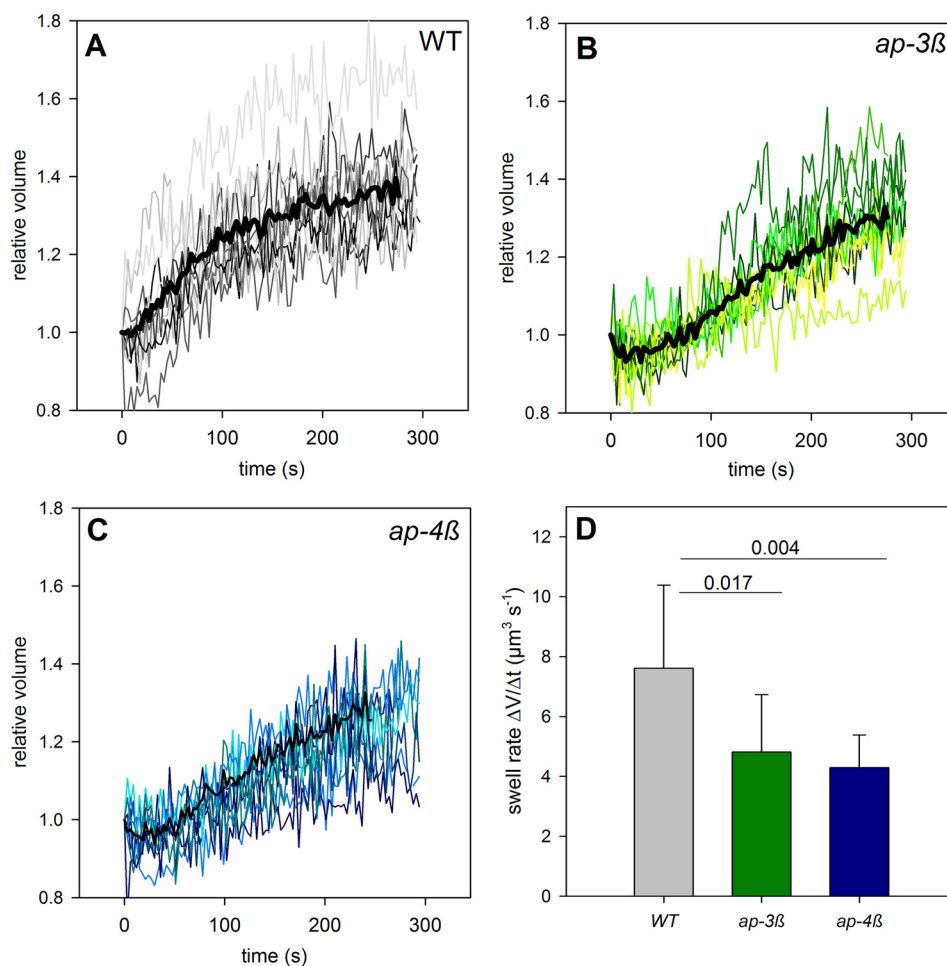 A
WT
relative volume
1.8
1.6
1.4
1.2
1.0
0.8
0
100
200
300
time (s)
B
ap-3ß
relative volume
1.8
1.6
1.4
1.2
1.0
0.8
0
100
200
300
time (s)
C
ap-4ß
relative volume
1.8
1.6
1.4
1.2
1.0
0.8
0
100
200
300
time (s)
D
swell rate ΔV/Δt (µm³ s⁻¹)
12
10
8
6
4
2
0
0.004
0.017
WT
ap-3ß
ap-4ß